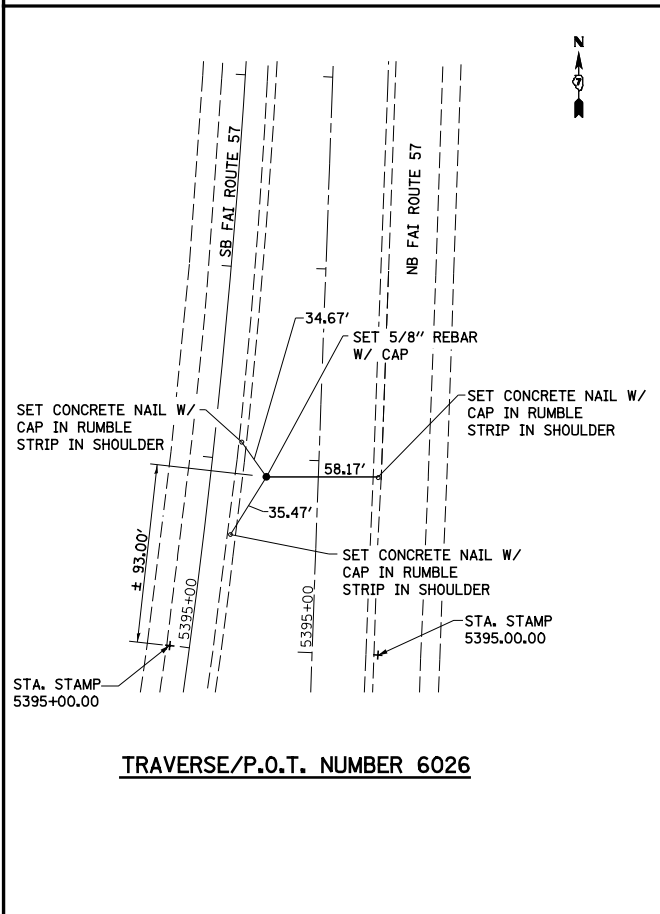 N
7
SB FAI ROUTE 57
NB FAI ROUTE 57
34.67'
SET 5/8" REBAR
W/ CAP
SET CONCRETE NAIL W/
CAP IN RUMBLE
STRIP IN SHOULDER
SET CONCRETE NAIL W/
CAP IN RUMBLE
STRIP IN SHOULDER
58.17'
35.47'
± 93.00'
SET CONCRETE NAIL W/
CAP IN RUMBLE
STRIP IN SHOULDER
5395+00
5395+00
STA. STAMP
5395.00.00
STA. STAMP
5395+00.00
TRAVERSE/P.O.T. NUMBER 6026